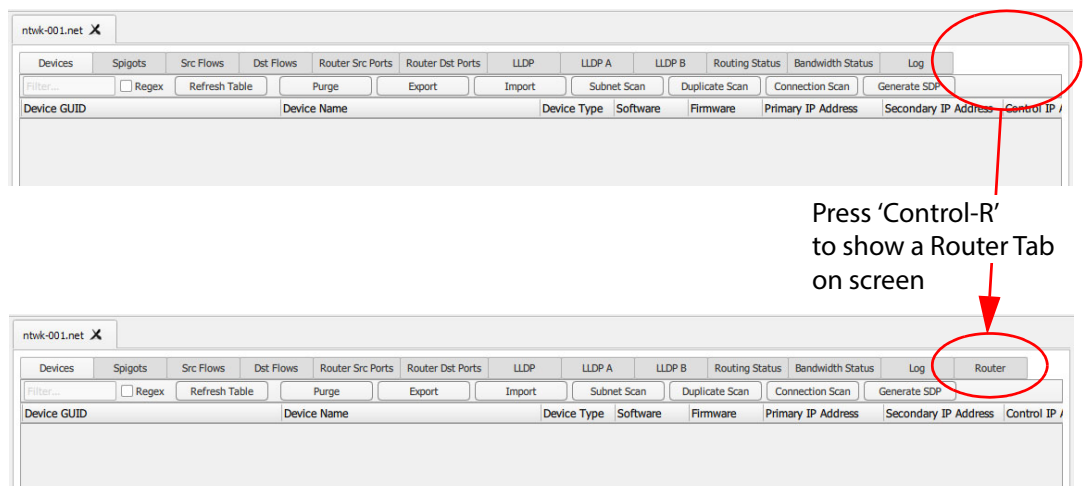 ntwk-001.net X
Devices Spigots Src Flows Dst Flows Router Src Ports Router Dst Ports LLDP LLDP A LLDP B Routing Status Bandwidth Status Log
Filter... Regex Refresh Table Purge Export Import Subnet Scan Duplicate Scan Connection Scan Generate SDP
Device GUID Device Name Device Type Software Firmware Primary IP Address Secondary IP Address Control IP A
Press ‘Control-R’
to show a Router Tab
on screen
ntwk-001.net X
Devices Spigots Src Flows Dst Flows Router Src Ports Router Dst Ports LLDP LLDP A LLDP B Routing Status Bandwidth Status Log Router
Filter... Regex Refresh Table Purge Export Import Subnet Scan Duplicate Scan Connection Scan Generate SDP
Device GUID Device Name Device Type Software Firmware Primary IP Address Secondary IP Address Control IP A